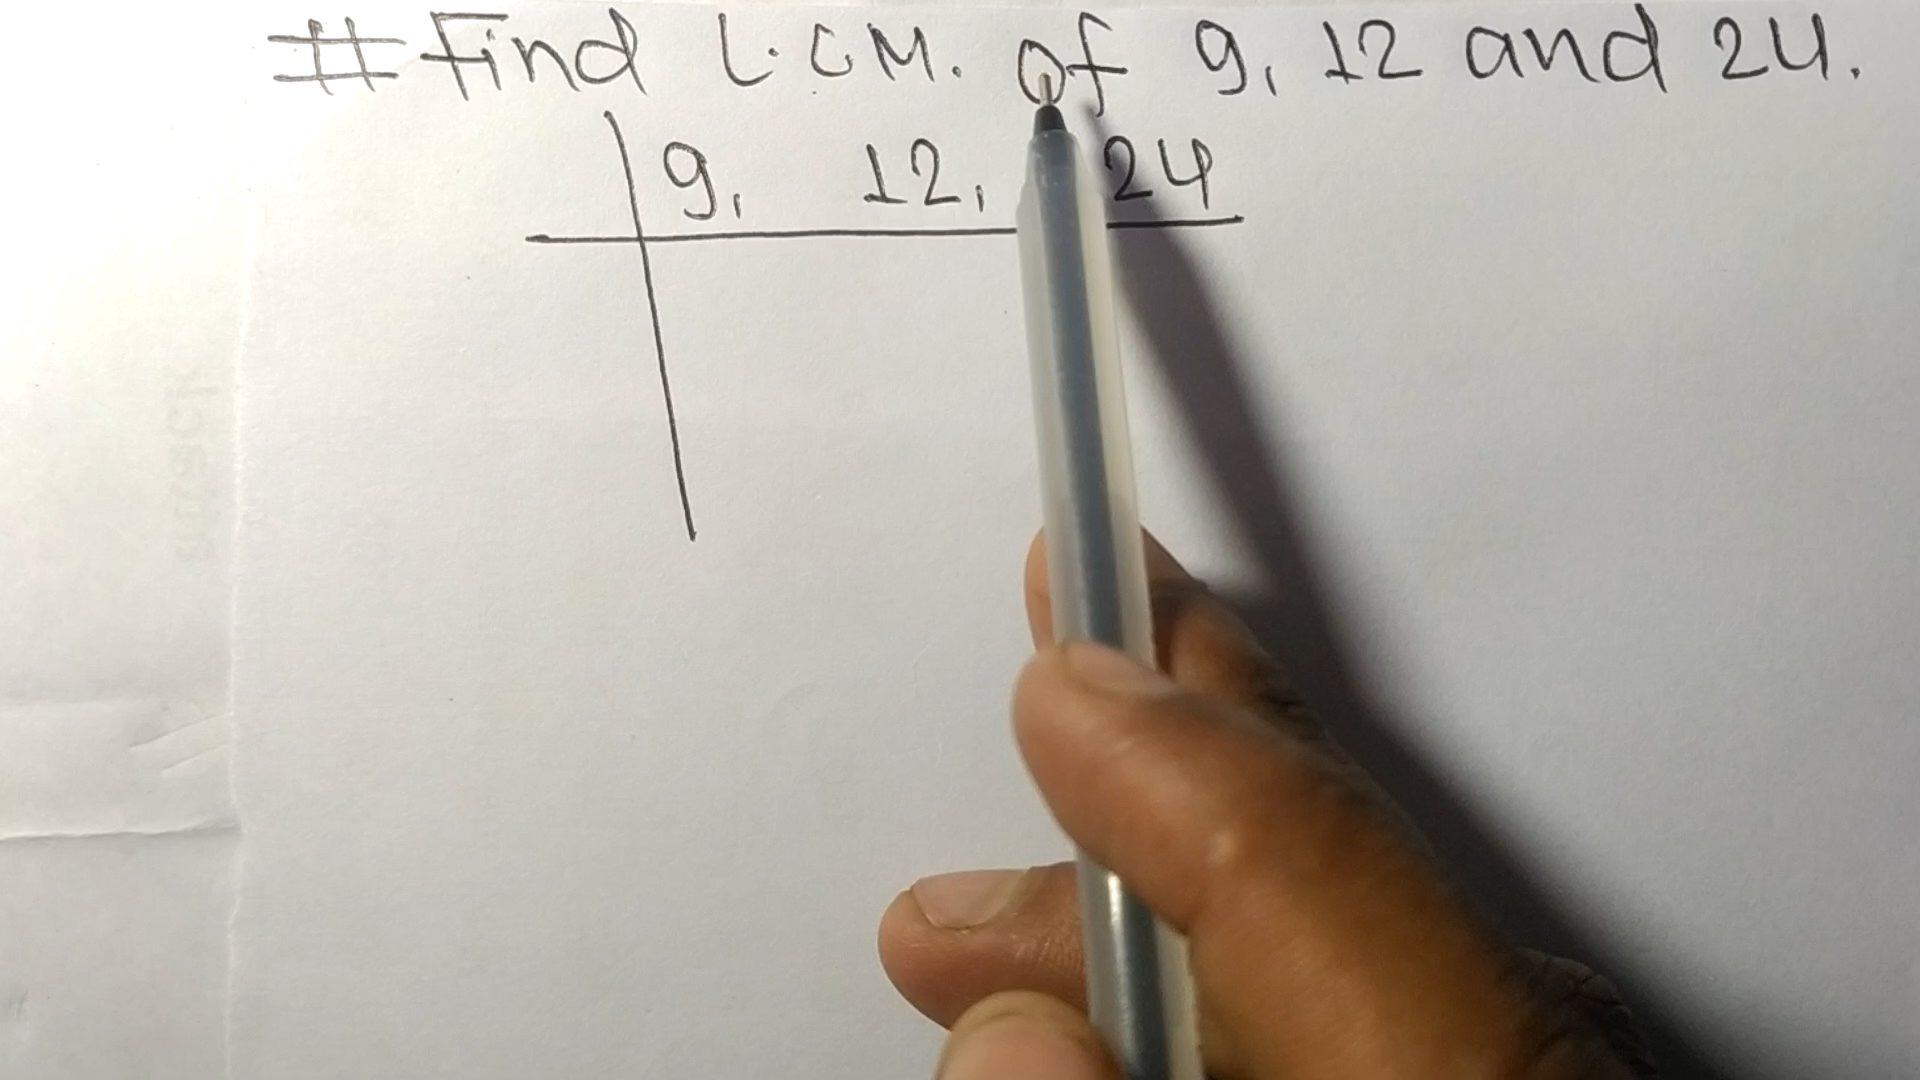 # Find L.C.M. of 9, 12 and 24.
9, 12, 24